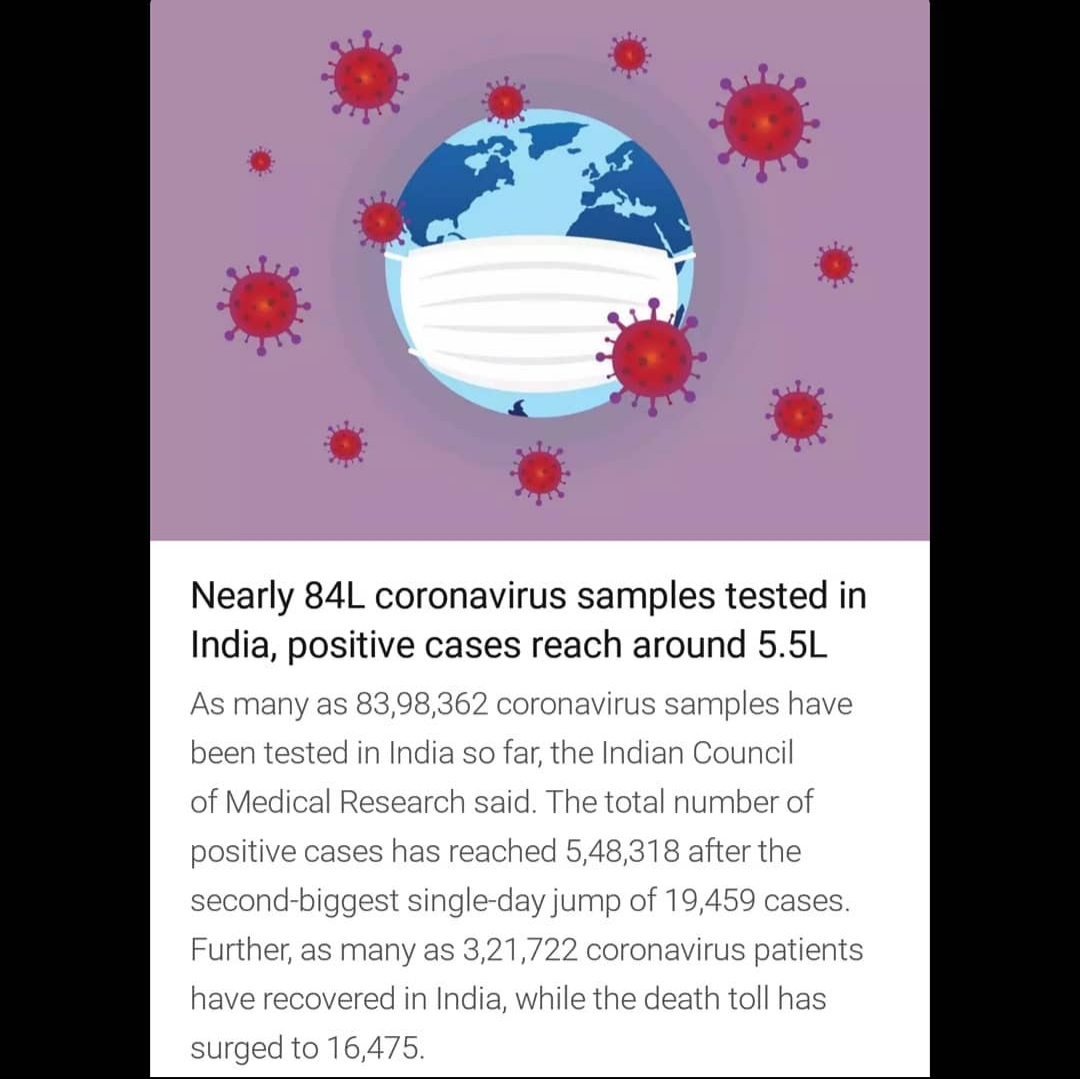 Nearly 84L coronavirus samples tested in
India, positive cases reach around 5.5L
As many as 83,98,362 coronavirus samples have
been tested in India so far, the Indian Council
of Medical Research said. The total number of
positive cases has reached 5,48,318 after the
second-biggest single-day jump of 19,459 cases.
Further, as many as 3,21,722 coronavirus patients
have recovered in India, while the death toll has
surged to 16,475.